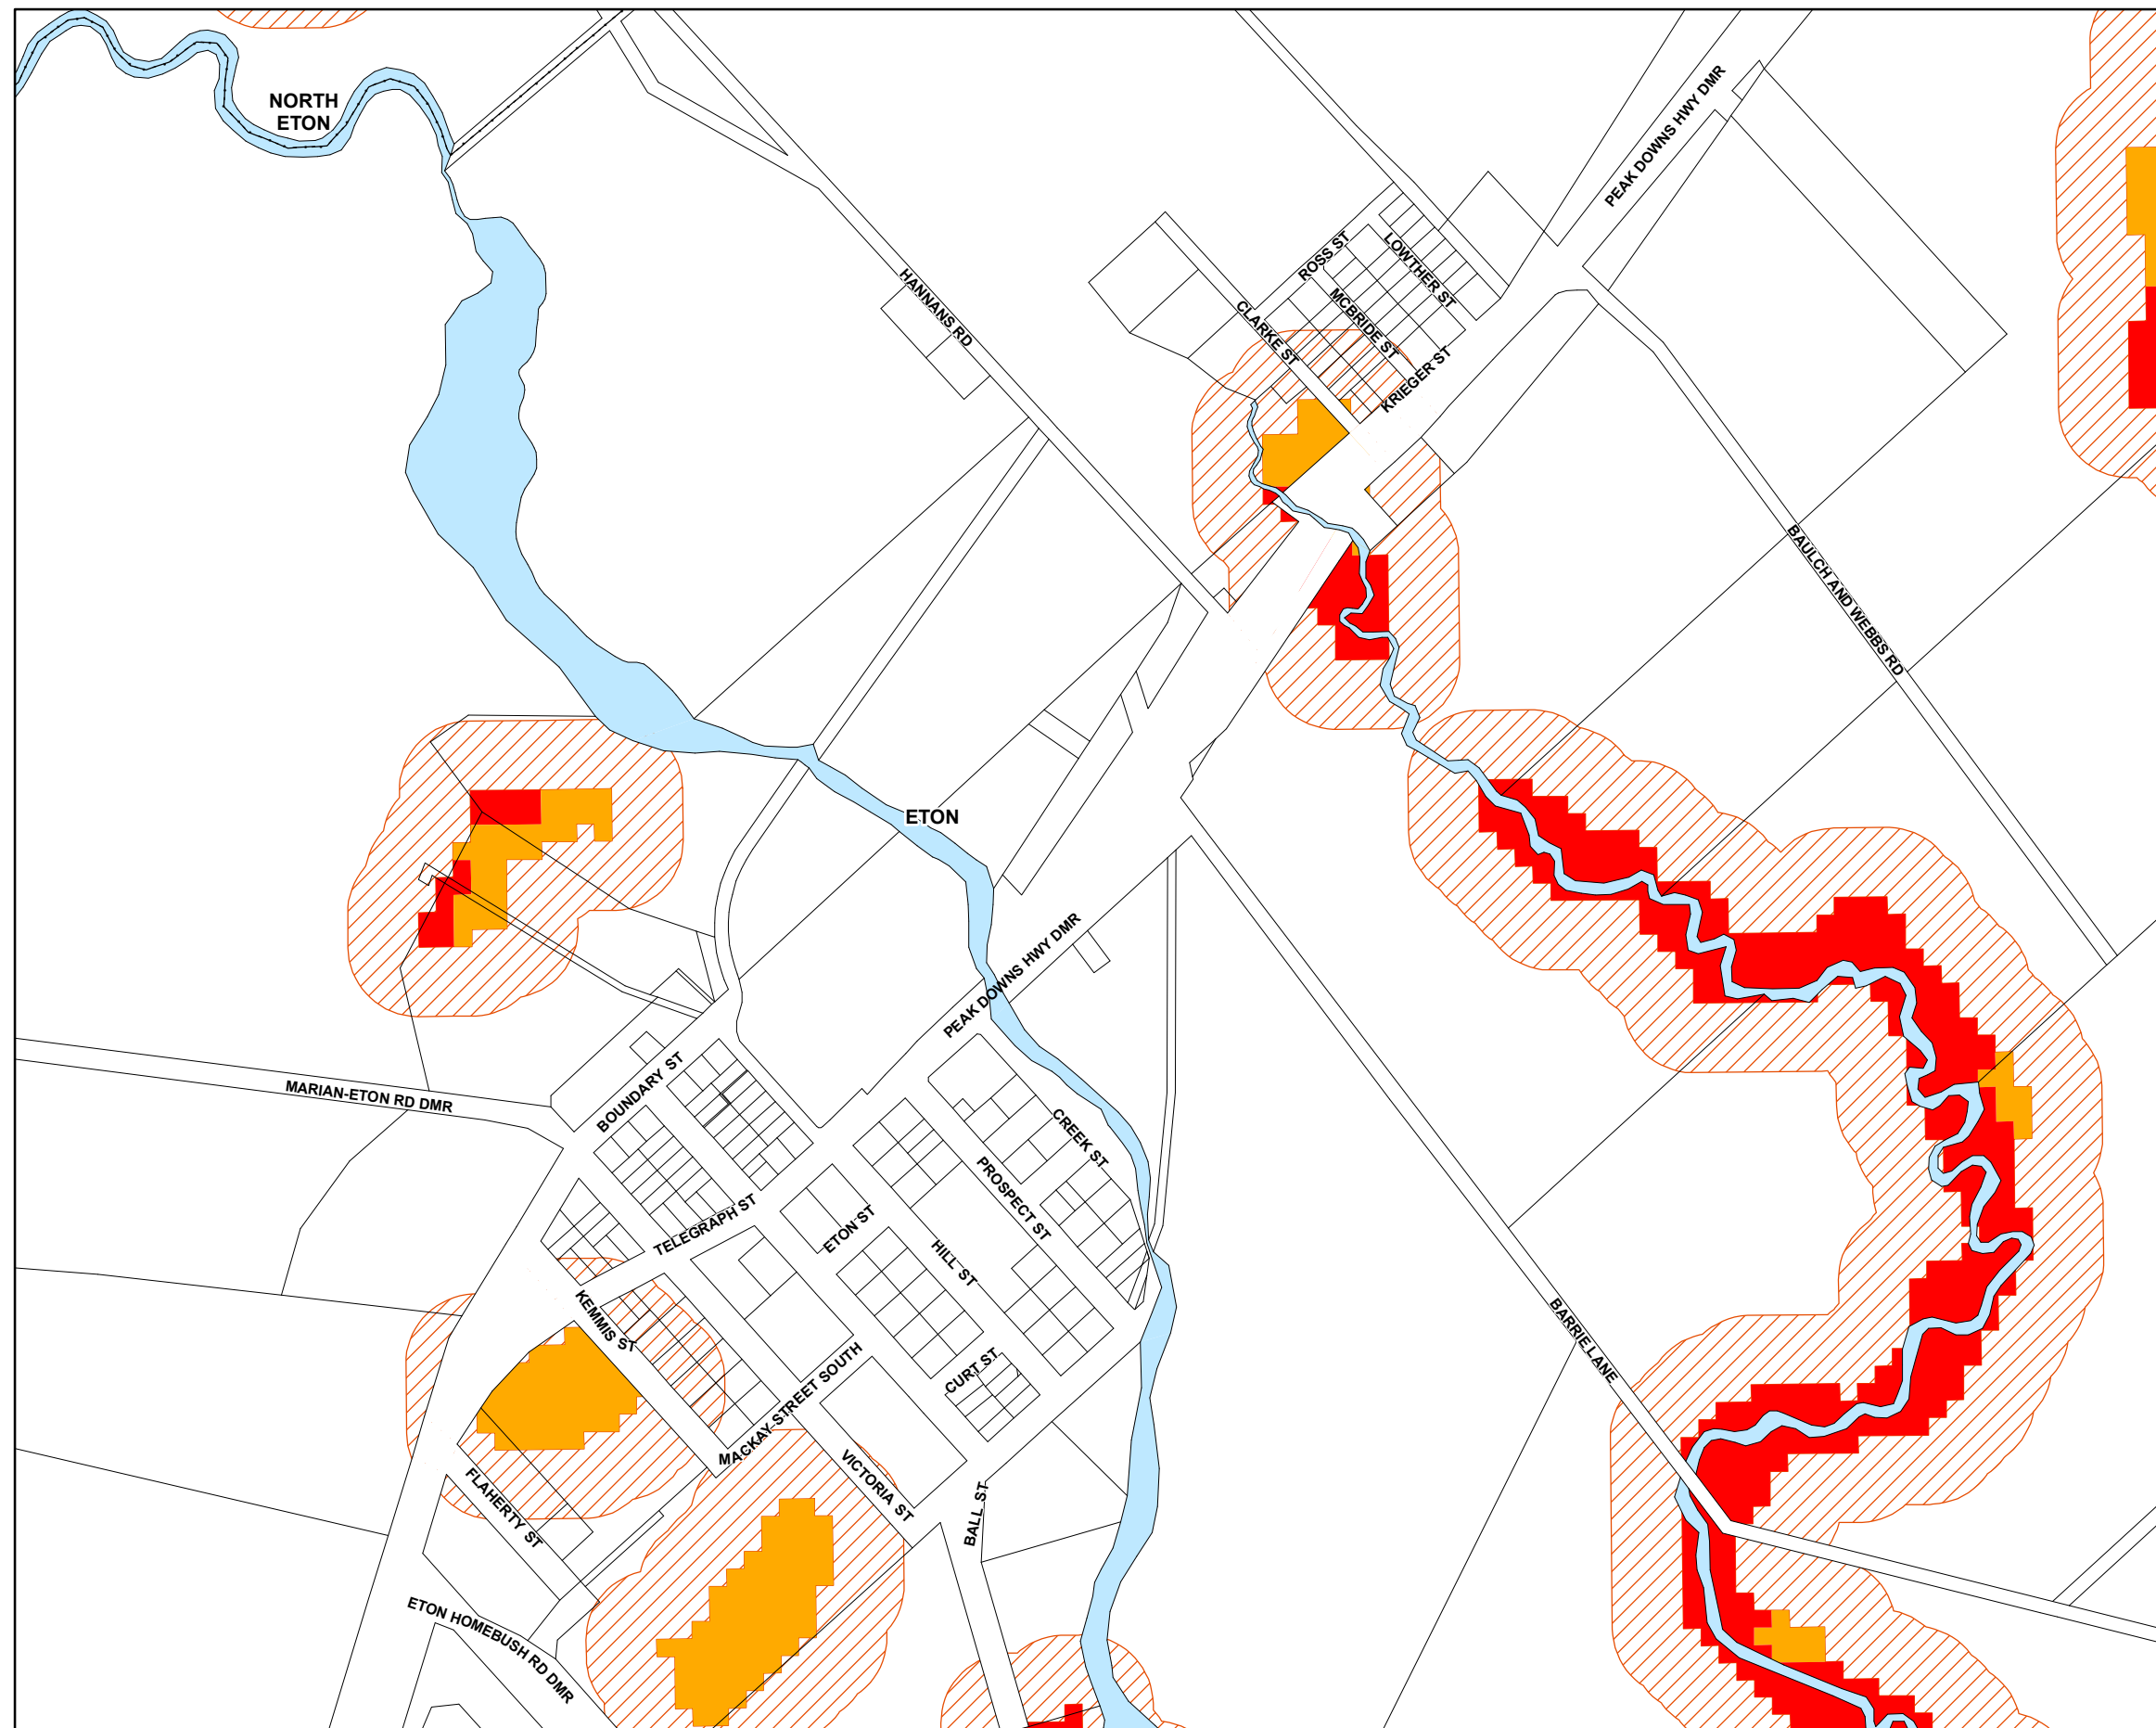 NORTH
ETON
PEAK DOWNS HWY DMR
HANNANS RD
ROSS ST
LOWTHER ST
MCBRIDE ST
CLARKE ST
KRIEGER ST
BAULCH AND WEBBS RD
ETON
PEAK DOWNS HWY DMR
MARIAN-ETON RD DMR
BOUNDARY ST
CREEK ST
PROSPECT ST
TELEGRAPH ST
ETON ST
HILL ST
KEMMIS ST
BARRIE LANE
CURT ST
MACKAY STREET SOUTH
VICTORIA ST
FLAHERTY ST
BALL ST
ETON HOMEBUSH RD DMR